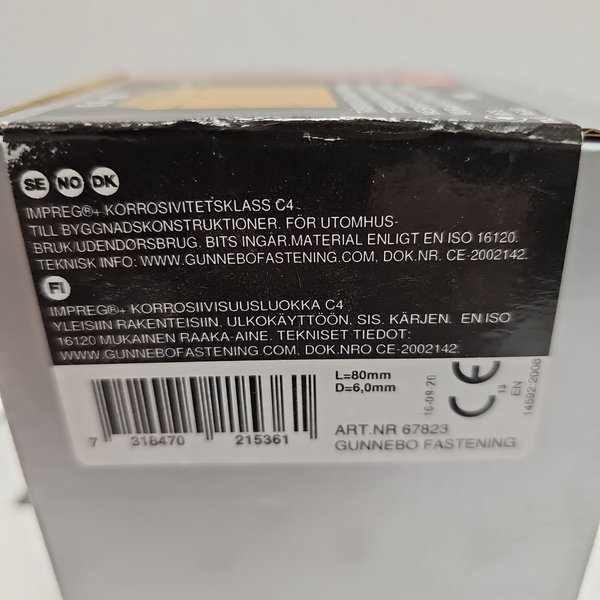 SE NO DK
IMPREG®+ KORROSIVITETSKLASS C4
TILL BYGGNADSKONSTRUKTIONER. FÖR UTOMHUS-
BRUK/UDENDØRSBRUG. BITS INGÅR.MATERIAL ENLIGT EN ISO 16120.
TEKNISK INFO: WWW.GUNNEBOFASTENING.COM, DOK.NR. CE-2002142.
FI
IMPREG®+ KORROSIIVISUUSLUOKKA C4
YLEISIIN RAKENTEISIIN, ULKOKÄYTTÖÖN, SIS. KÄRJEN. EN ISO
16120 MUKAINEN RAAKA-AINE. TEKNISET TIEDOT:
WWW.GUNNEBOFASTENING.COM, DOK.NRO CE-2002142.
L=80mm
D=6,0mm
16-09-20
CE
13
EN
14592:2008
7 318470 215361
ART.NR 67823
GUNNEBO FASTENING